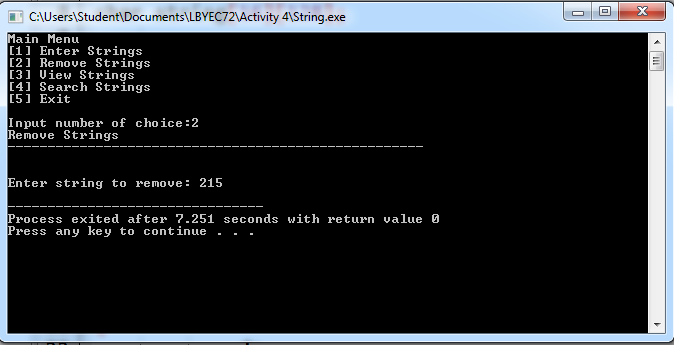 C:\Users\Student\Documents\LBYEC72\Activity 4\String.exe
Main Menu
[1] Enter Strings
[2] Remove Strings
[3] View Strings
[4] Search Strings
[5] Exit
Input number of choice:2
Remove Strings
----------------------------------------------------
Enter string to remove: 215
--------------------------------
Process exited after 7.251 seconds with return value 0
Press any key to continue . . .